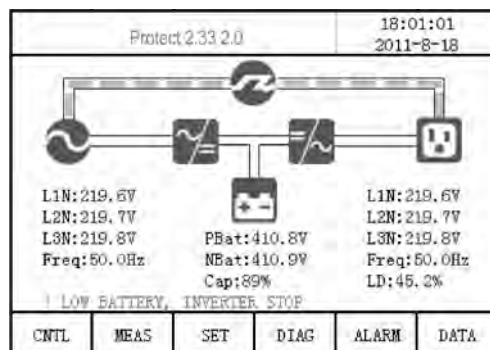 Protect 2.33 2.0
18:01:01
2011-8-18
L1N:219.6V
L2N:219.7V
L3N:219.8V
Freq:50.0Hz
PBat:410.8V
NBat:410.9V
Cap:89%
L1N:219.6V
L2N:219.7V
L3N:219.8V
Freq:50.0Hz
LD:45.2%
! LOW BATTERY, INVERTER STOP
CNTL MEAS SET DIAG ALARM DATA